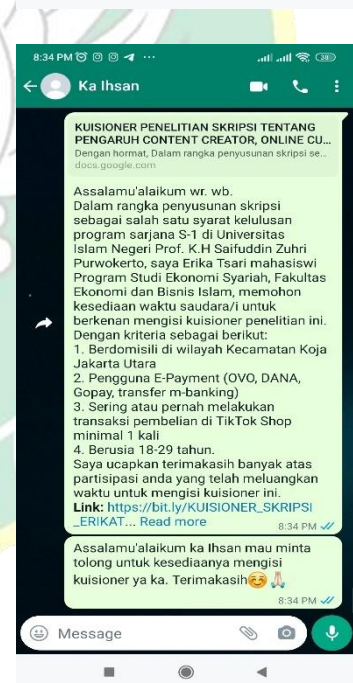 8:34 PM
38
Ka Ihsan
KUISIONER PENELITIAN SKRIPSI TENTANG
PENGARUH CONTENT CREATOR, ONLINE CU...
Dengan hormat, Dalam rangka penyusunan skripsi se...
docs.google.com
Assalamu'alaikum wr. wb.
Dalam rangka penyusunan skripsi
sebagai salah satu syarat kelulusan
program sarjana S-1 di Universitas
Islam Negeri Prof. K.H Saifuddin Zuhri
Purwokerto, saya Erika Tsari mahasiswi
Program Studi Ekonomi Syariah, Fakultas
Ekonomi dan Bisnis Islam, memohon
kesediaan waktu saudara/i untuk
berkenan mengisi kuisioner penelitian ini.
Dengan kriteria sebagai berikut:
1. Berdomisili di wilayah Kecamatan Koja
Jakarta Utara
2. Pengguna E-Payment (OVO, DANA,
Gopay, transfer m-banking)
3. Sering atau pernah melakukan
transaksi pembelian di TikTok Shop
minimal 1 kali
4. Berusia 18-29 tahun.
Saya ucapkan terimakasih banyak atas
partisipasi anda yang telah meluangkan
waktu untuk mengisi kuisioner ini.
Link: https://bit.ly/KUISIONER_SKRIPSI
_ERIKAT... Read more
8:34 PM
Assalamu'alaikum ka Ihsan mau minta
tolong untuk kesediaanya mengisi
kuisioner ya ka. Terimakasih☺️🙏🏻
8:34 PM
Message